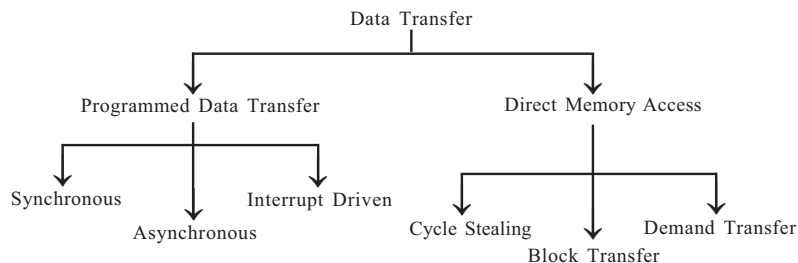 Data Transfer
Programmed Data Transfer
Direct Memory Access
Synchronous
Asynchronous
Interrupt Driven
Cycle Stealing
Block Transfer
Demand Transfer